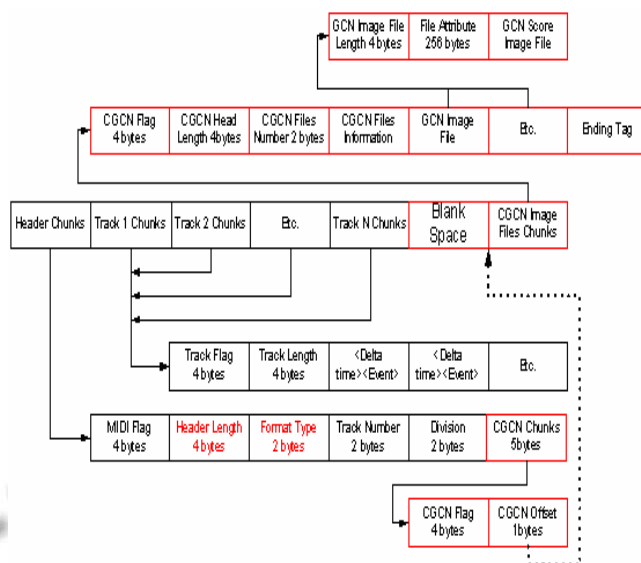 GCN Image File
Length 4 bytes
File Attribute
256 bytes
GCN Score
Image File
CGCN Flag
4 bytes
CGCN Head
Length 4bytes
CGCN Files
Number 2 bytes
CGCN Files
Information
GCN Image
File
Etc.
Ending Tag
Header Chunks
Track 1 Chunks
Track 2 Chunks
Etc.
Track N Chunks
Blank
Space
CGCN Image
Files Chunks
Track Flag
4 bytes
Track Length
4 bytes
<Delta
time><Event>
<Delta
time><Event>
Etc.
MIDI Flag
4 bytes
Header Length
4 bytes
Format Type
2 bytes
Track Number
2 bytes
Division
2 bytes
CGCN Chunks
5bytes
CGCN Flag
4 bytes
CGCN Offset
1bytes